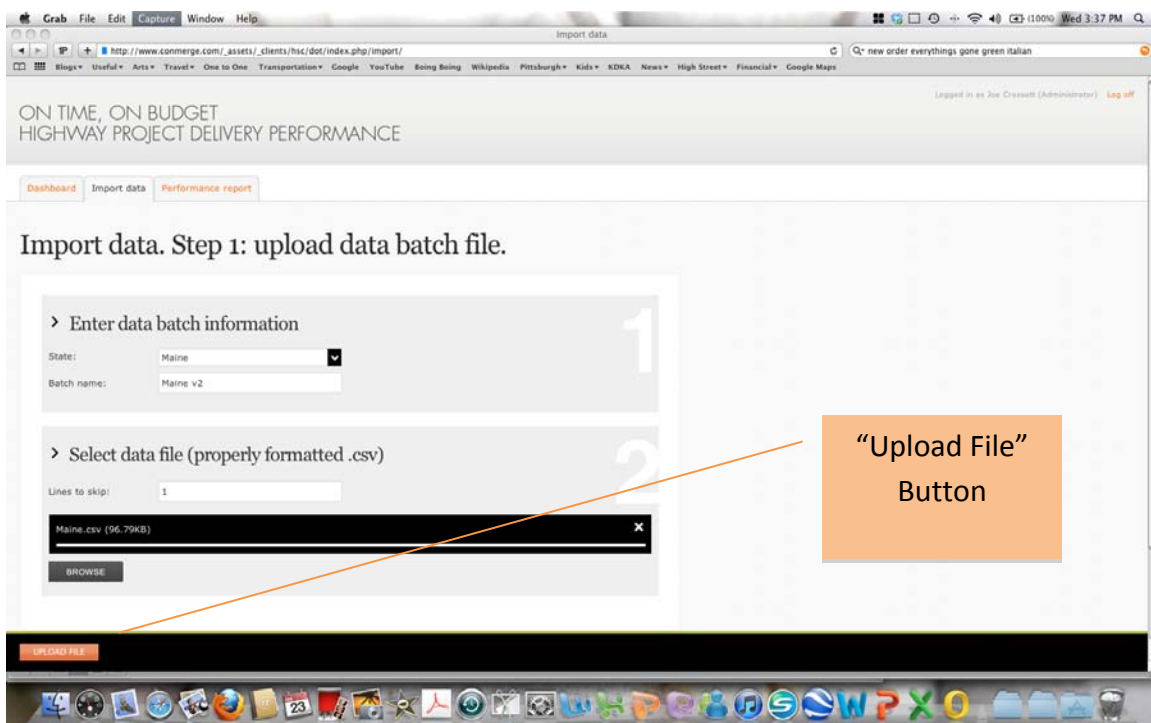 Grab File Edit Capture Window Help (100%) Wed 3:37 PM
Import data
http://www.conmerge.com/_assets/_clients/hsc/dot/index.php/import/ new order everythings gone green italian
Blogs Useful Arts Travel One to One Transportation Google YouTube Boing Boing Wikipedia Pittsburgh Kids KDKA News High Street Financial Google Maps
Logged in as Joe Crossett (Administrator) Log off
ON TIME, ON BUDGET
HIGHWAY PROJECT DELIVERY PERFORMANCE
Dashboard Import data Performance report
Import data. Step 1: upload data batch file.
> Enter data batch information
1
State: Maine
Batch name: Maine v2
> Select data file (properly formatted .csv)
2
Lines to skip: 1
Maine.csv (96.79KB)
BROWSE
UPLOAD FILE
“Upload File”
Button
23